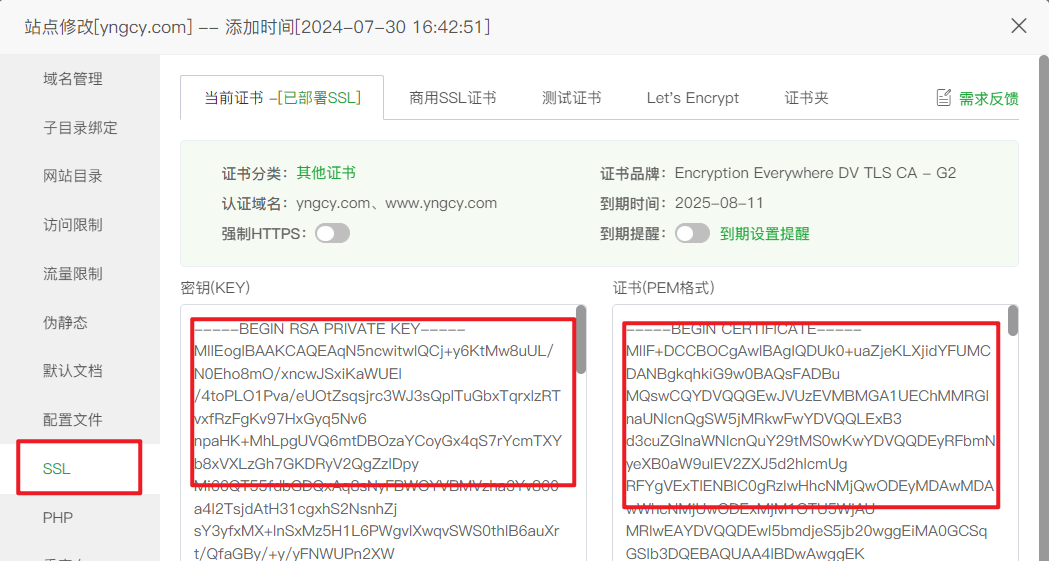 站点修改[yngcy.com] -- 添加时间[2024-07-30 16:42:51]
域名管理
子目录绑定
网站目录
访问限制
流量限制
伪静态
默认文档
配置文件
SSL
PHP
当前证书 -[已部署SSL]
商用SSL证书
测试证书
Let's Encrypt
证书夹
需求反馈
证书分类：其他证书
证书品牌：Encryption Everywhere DV TLS CA - G2
认证域名：yngcy.com、www.yngcy.com
到期时间：2025-08-11
强制HTTPS：
到期提醒：
到期设置提醒
密钥(KEY)
-----BEGIN RSA PRIVATE KEY-----
MIIEogIBAAKCAQEAqN5ncwitwIQCj+y6KtMw8uUL/
N0Eho8mO/xncwJSxiKaWUEI
/4toPLO1Pva/eUOtZsqsjrc3WJ3sQpITuGbxTqrxIzRT
vxfRzFgKv97HxGyq5Nv6
npaHK+MhLpgUVQ6mtDBOzaYCoyGx4qS7rYcmTXY
b8xVXLzGh7GKDRyV2QgZzIDpy
a4l2TsjdAtH31cgxhS2NsnhZj
sY3yfxMX+lnSxMz5H1L6PWgvlXwqvSWS0thIB6auXr
t/QfaGBy/+y/yFNWUPn2XW
证书(PEM格式)
-----BEGIN CERTIFICATE-----
MIIF+DCCBOCgAwIBAgIQDUk0+uaZjeKLXjidYFUMC
DANBgkqhkiG9w0BAQsFADBu
MQswCQYDVQQGEwJVUzEVMBMGA1UEChMMRGl
naUNlcnQgSW5jMRkwFwYDVQQLExB3
d3cuZGlnaWNlcnQuY29tMS0wKwYDVQQDEyRFbmN
yeXB0aW9uIEV2ZXJ5d2hlcmUg
RFYgVExTIENBIC0gRzIwHhcNMjQwODEyMDAwMDA
wWhcNMjUwODExMjM1OTU5WjAU
MRIwEAYDVQQDEwl5bmdjeS5jb20wggEiMA0GCSq
GSIb3DQEBAQUAA4IBDwAwggEK